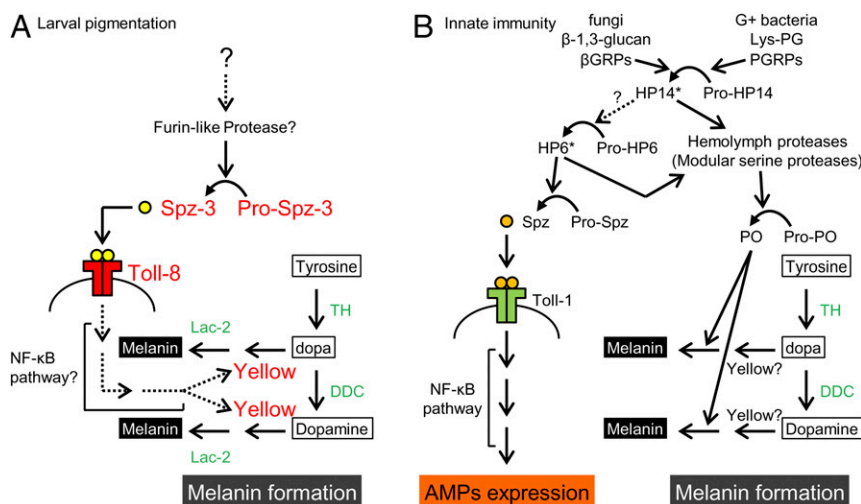 A Larval pigmentation
?
Furin-like Protease?
Spz-3 Pro-Spz-3
Toll-8
Tyrosine
TH
Lac-2
Melanin
dopa
NF-κB
pathway?
Yellow
Yellow
DDC
Melanin
Dopamine
Lac-2
Melanin formation
B Innate immunity
fungi
β-1,3-glucan
βGRPs
G+ bacteria
Lys-PG
PGRPs
HP14* Pro-HP14
?
HP6* Pro-HP6
Hemolymph proteases
(Modular serine proteases)
Spz Pro-Spz
PO Pro-PO
Toll-1
Tyrosine
TH
Melanin
dopa
Yellow?
NF-κB
pathway
DDC
Yellow?
Melanin
Dopamine
AMPs expression
Melanin formation